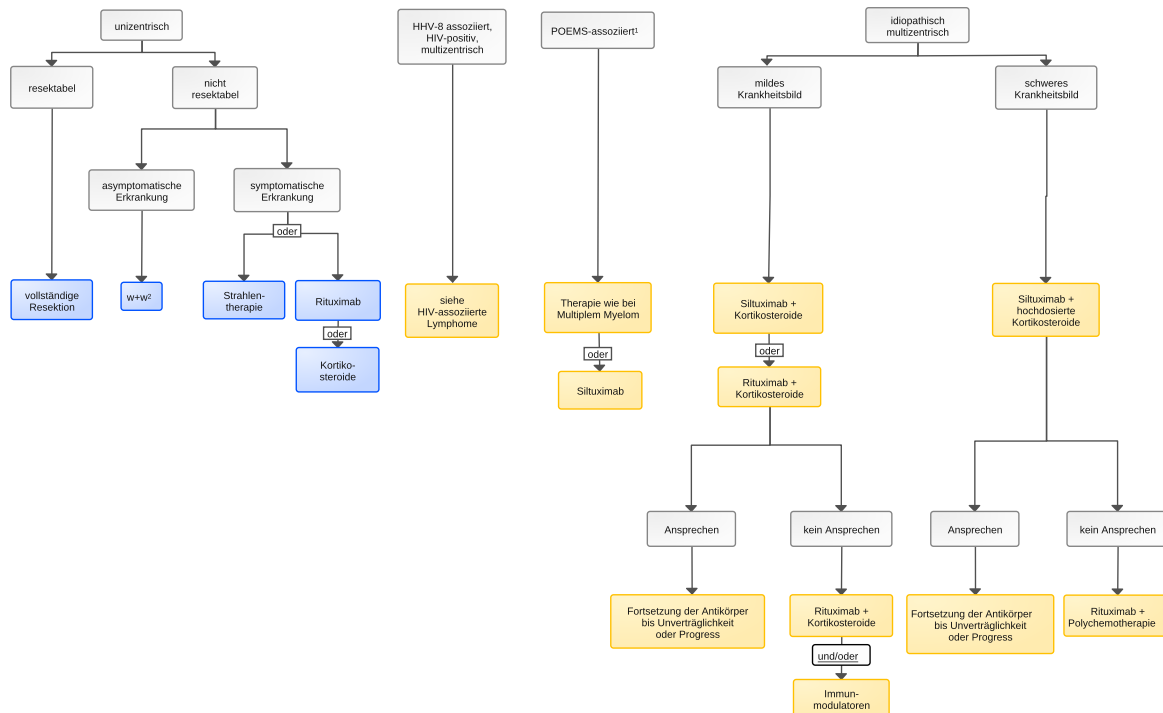 unizentrisch
HHV-8 assoziiert,
HIV-positiv,
multizentrisch
POEMS-assoziiert¹
idiopathisch
multizentrisch
resektabel
nicht
resektabel
mildes
Krankheitsbild
schweres
Krankheitsbild
asymptomatische
Erkrankung
symptomatische
Erkrankung
oder
vollständige
Resektion
w+w²
Strahlen-
therapie
Rituximab
oder
Kortiko-
steroide
siehe
HIV-assoziierte
Lymphome
Therapie wie bei
Multiplem Myelom
oder
Siltuximab
Siltuximab +
Kortikosteroide
oder
Rituximab +
Kortikosteroide
Siltuximab +
hochdosierte
Kortikosteroide
Ansprechen
kein Ansprechen
Ansprechen
kein Ansprechen
Fortsetzung der Antikörper
bis Unverträglichkeit
oder Progress
Rituximab +
Kortikosteroide
und/oder
Immun-
modulatoren
Fortsetzung der Antikörper
bis Unverträglichkeit
oder Progress
Rituximab +
Polychemotherapie